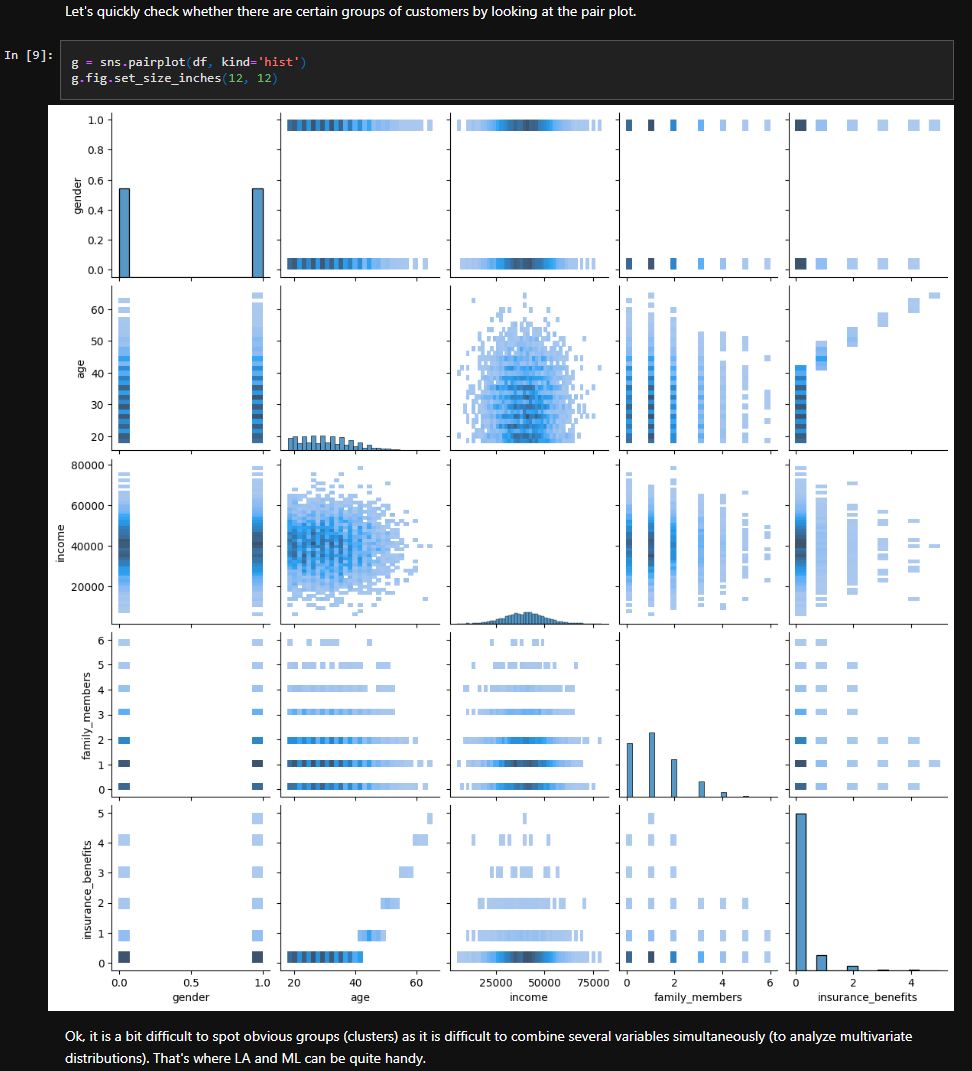 Let's quickly check whether there are certain groups of customers by looking at the pair plot.
In [9]:
g = sns.pairplot(df, kind='hist')
g.fig.set_size_inches(12, 12)
1.0
0.8
0.6
0.4
0.2
0.0
gender
60
50
40
30
20
age
80000
60000
40000
20000
income
6
5
4
3
2
1
0
family_members
5
4
3
2
1
0
insurance_benefits
0.0 0.5 1.0 20 40 60 25000 50000 75000 0 2 4 6 0 2 4
gender age income family_members insurance_benefits
Ok, it is a bit difficult to spot obvious groups (clusters) as it is difficult to combine several variables simultaneously (to analyze multivariate
distributions). That's where LA and ML can be quite handy.